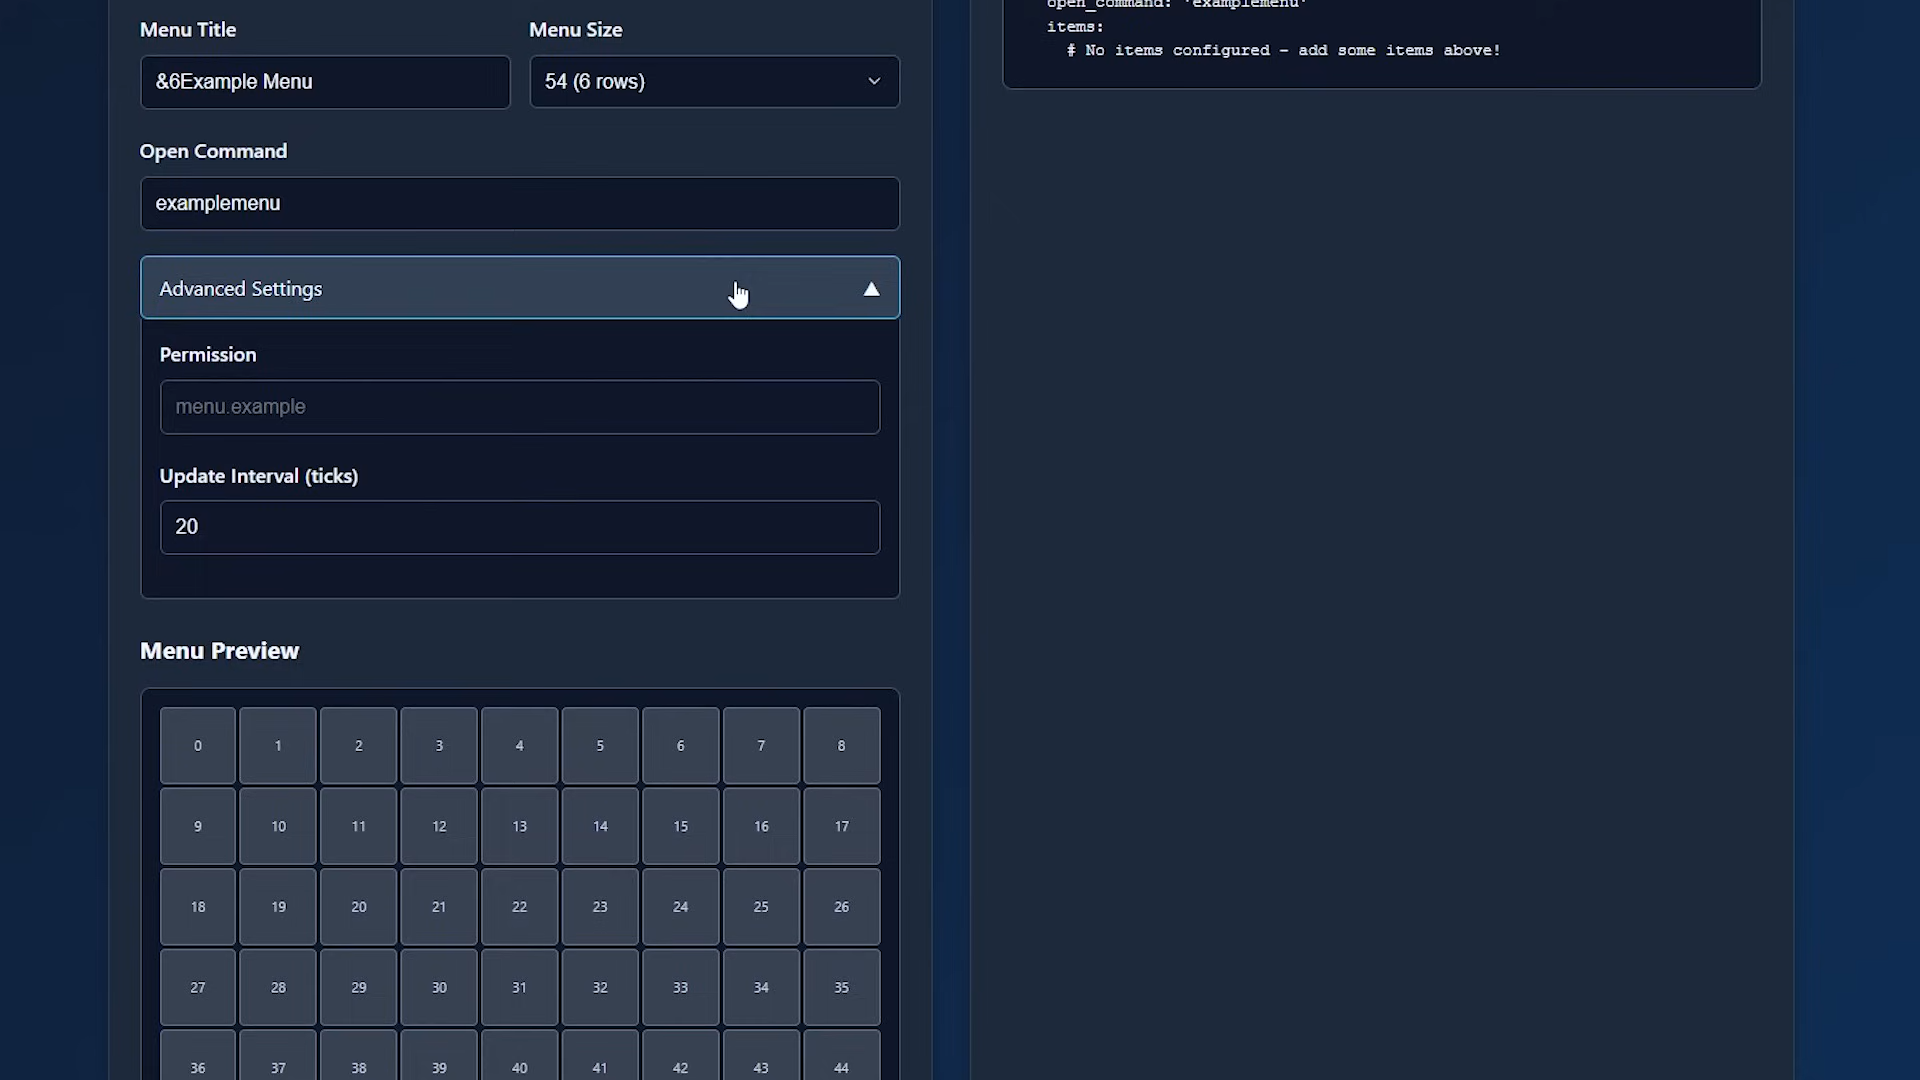 Menu Title
Menu Size
&6Example Menu
54 (6 rows)
Open Command
examplemenu
Advanced Settings
▲
Permission
menu.example
Update Interval (ticks)
20
Menu Preview
0 1 2 3 4 5 6 7 8
9 10 11 12 13 14 15 16 17
18 19 20 21 22 23 24 25 26
27 28 29 30 31 32 33 34 35
36 37 38 39 40 41 42 43 44
open_command: 'examplemenu'
items:
# No items configured - add some items above!